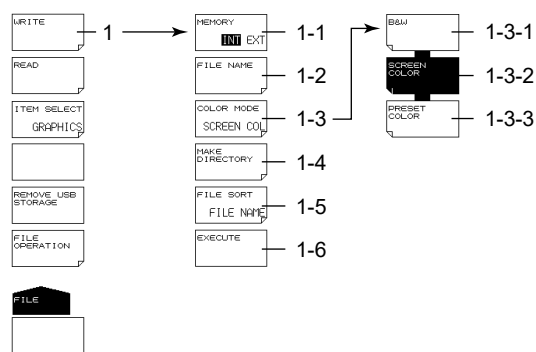 WRITE
1
READ
ITEM SELECT
GRAPHICS
REMOVE USB
STORAGE
FILE
OPERATION
FILE
MEMORY
INT EXT
1-1
FILE NAME
1-2
COLOR MODE
SCREEN COL
1-3
MAKE
DIRECTORY
1-4
FILE SORT
FILE NAME
1-5
EXECUTE
1-6
B&W
1-3-1
SCREEN
COLOR
1-3-2
PRESET
COLOR
1-3-3